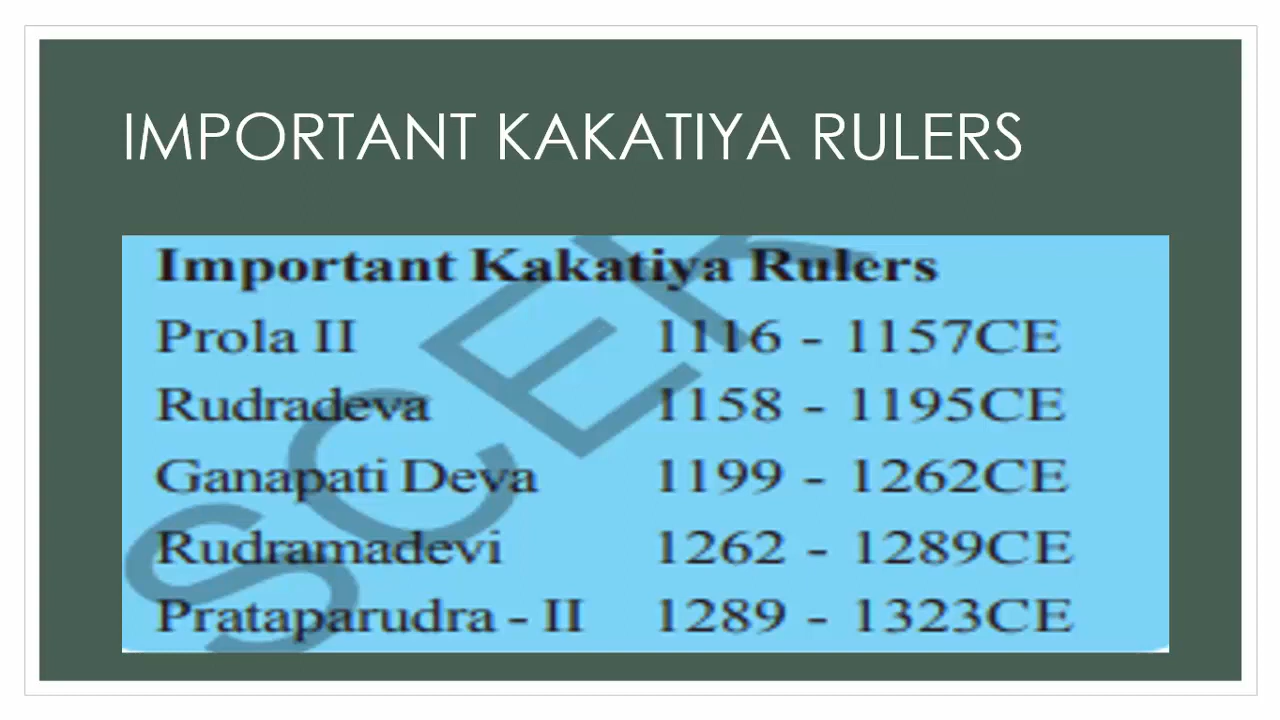 IMPORTANT KAKATIYA RULERS
Important Kakatiya Rulers
Prola II 1116 - 1157CE
Rudradeva 1158 - 1195CE
Ganapati Deva 1199 - 1262CE
Rudramadevi 1262 - 1289CE
Prataparudra - II 1289 - 1323CE
SCER